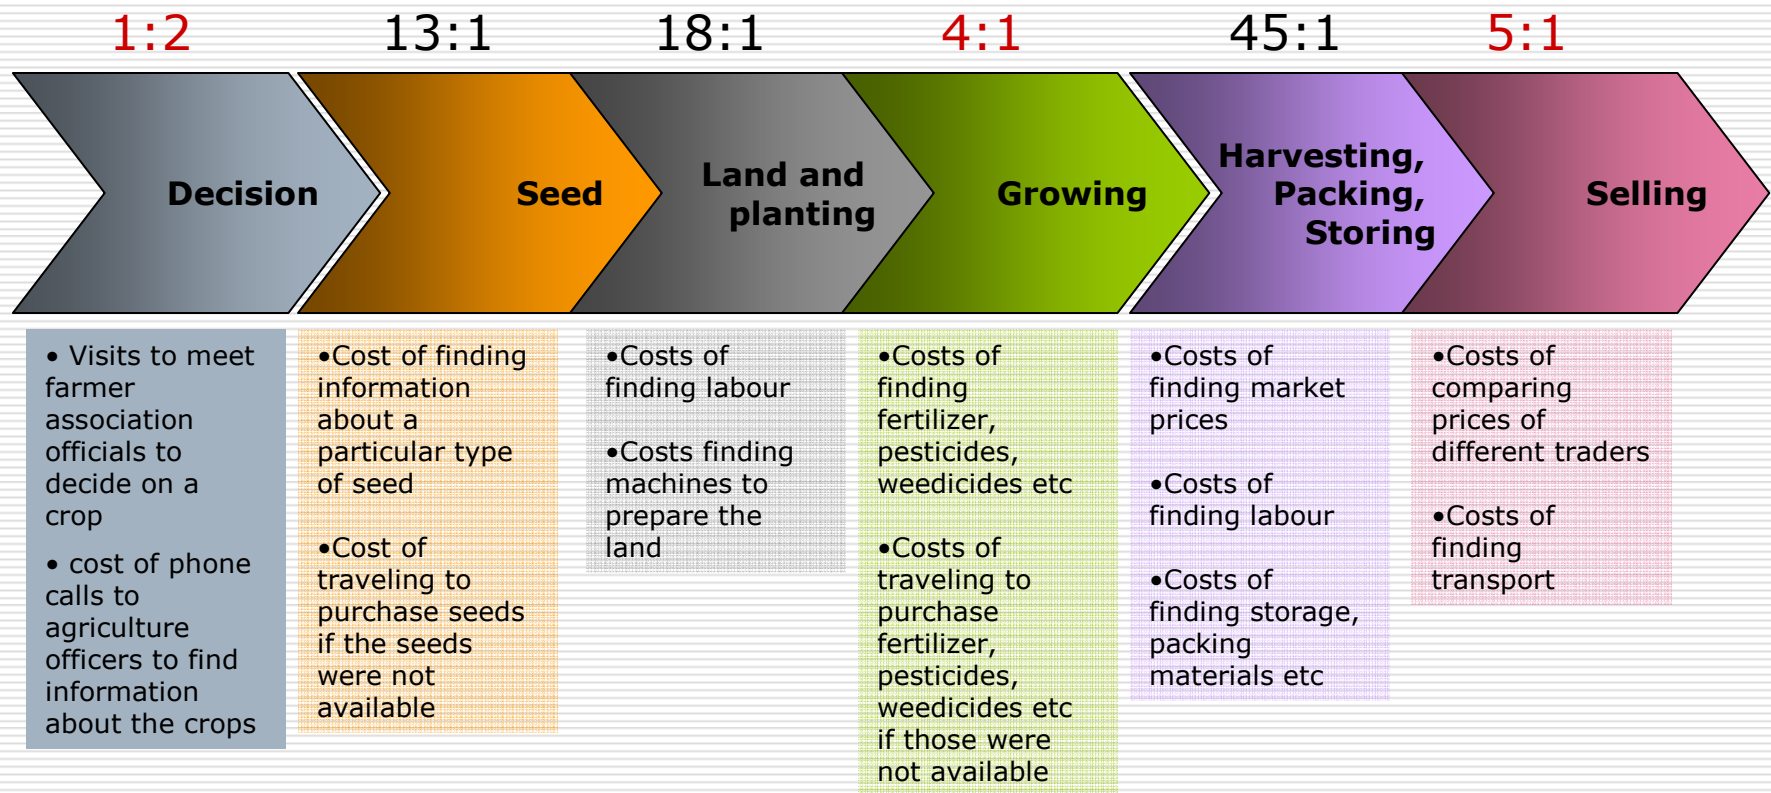 1:2
13:1
18:1
4:1
45:1
5:1
Decision
Seed
Land and
planting
Growing
Harvesting,
Packing,
Storing
Selling
• Visits to meet
farmer
association
officials to
decide on a
crop
• cost of phone
calls to
agriculture
officers to find
information
about the crops
•Cost of finding
information
about a
particular type
of seed
•Cost of
traveling to
purchase seeds
if the seeds
were not
available
•Costs of
finding labour
•Costs finding
machines to
prepare the
land
•Costs of
finding
fertilizer,
pesticides,
weedicides etc
•Costs of
traveling to
purchase
fertilizer,
pesticides,
weedicides etc
if those were
not available
•Costs of
finding market
prices
•Costs of
finding labour
•Costs of
finding storage,
packing
materials etc
•Costs of
comparing
prices of
different traders
•Costs of
finding
transport